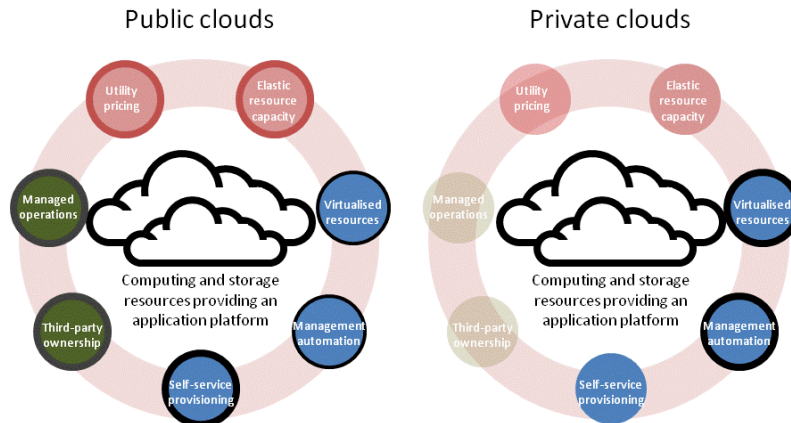 Public clouds
Utility
pricing
Elastic
resource
capacity
Managed
operations
Virtualised
resources
Computing and storage
resources providing an
application platform
Third-party
ownership
Management
automation
Self-service
provisioning
Private clouds
Utility
pricing
Elastic
resource
capacity
Managed
operations
Virtualised
resources
Computing and storage
resources providing an
application platform
Third-party
ownership
Management
automation
Self-service
provisioning